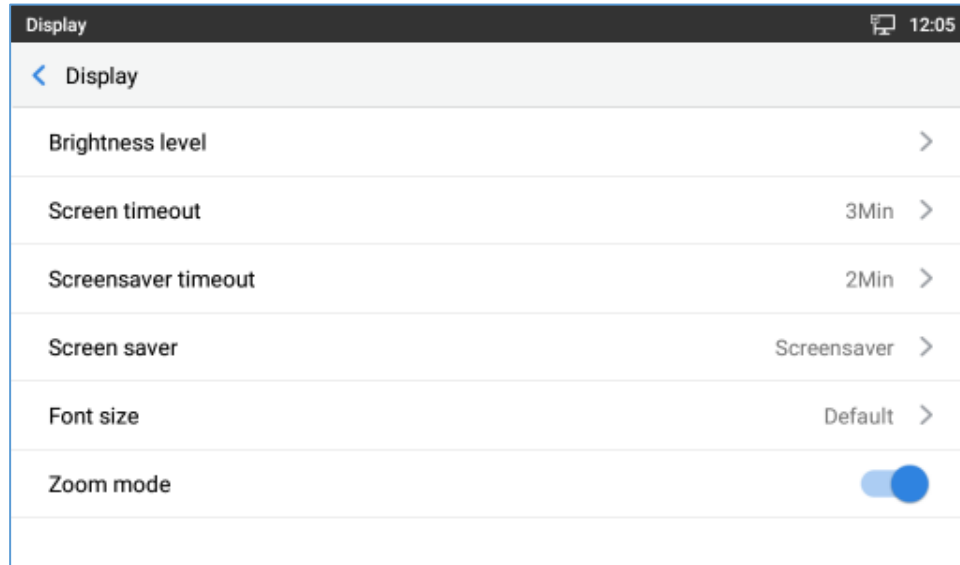 Display 12:05
Display
Brightness level
Screen timeout 3Min
Screensaver timeout 2Min
Screen saver Screensaver
Font size Default
Zoom mode